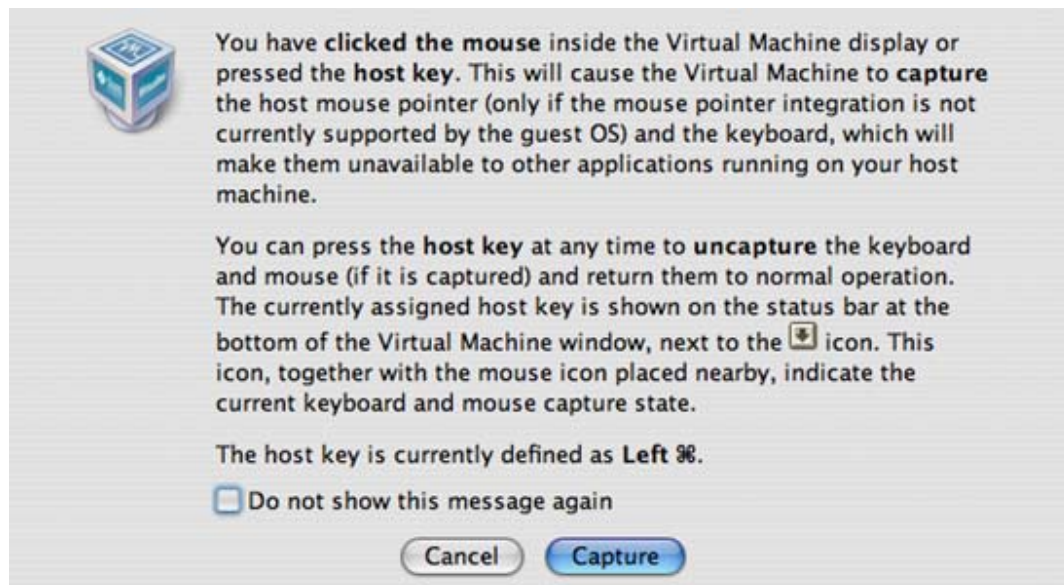 You have clicked the mouse inside the Virtual Machine display or
pressed the host key. This will cause the Virtual Machine to capture
the host mouse pointer (only if the mouse pointer integration is not
currently supported by the guest OS) and the keyboard, which will
make them unavailable to other applications running on your host
machine.
You can press the host key at any time to uncapture the keyboard
and mouse (if it is captured) and return them to normal operation.
The currently assigned host key is shown on the status bar at the
bottom of the Virtual Machine window, next to the icon. This
icon, together with the mouse icon placed nearby, indicate the
current keyboard and mouse capture state.
The host key is currently defined as Left ⌘.
Do not show this message again
Cancel Capture